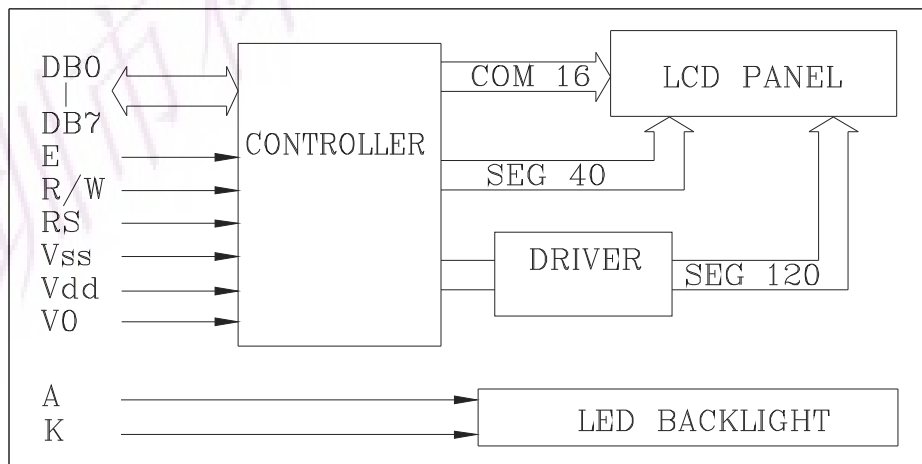 DB0
DB7
E
R/W
RS
Vss
Vdd
V0
A
K
CONTROLLER
COM 16
SEG 40
DRIVER
SEG 120
LCD PANEL
LED BACKLIGHT